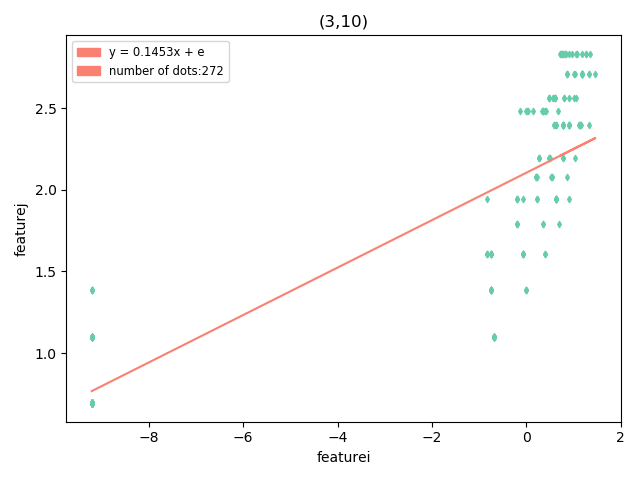 (3,10)
y = 0.1453x + e
number of dots:272
2.5
2.0
1.5
1.0
featurej
−8
−6
−4
−2
0
2
featurei